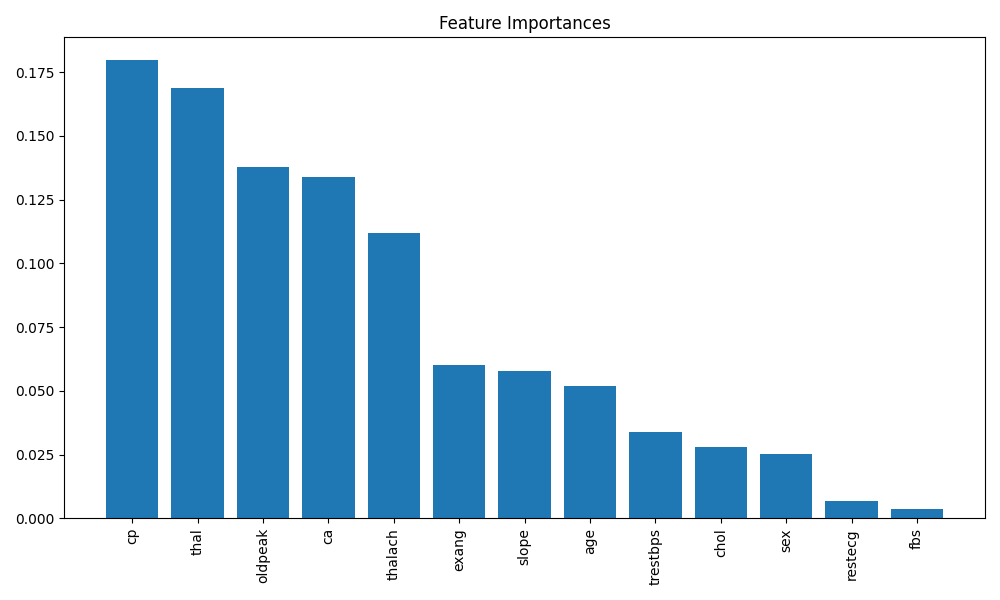 Feature Importances
0.175
0.150
0.125
0.100
0.075
0.050
0.025
0.000
cp
thal
oldpeak
ca
thalach
exang
slope
age
trestbps
chol
sex
restecg
fbs